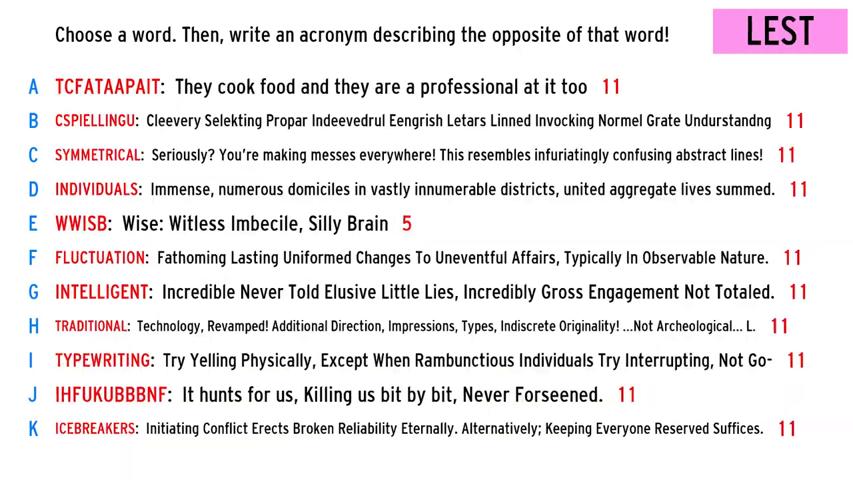 Choose a word. Then, write an acronym describing the opposite of that word!
LEST
A TCFATAAPAIT: They cook food and they are a professional at it too 11
B CSPIELLINGU: Cleevery Selekting Propar Indeevedrul Eengrish Letars Linned Invocking Normel Grate Undurstandng 11
C SYMMETRICAL: Seriously? You're making messes everywhere! This resembles infuriatingly confusing abstract lines! 11
D INDIVIDUALS: Immense, numerous domiciles in vastly innumerable districts, united aggregate lives summed. 11
E WWISB: Wise: Witless Imbecile, Silly Brain 5
F FLUCTUATION: Fathoming Lasting Uniformed Changes To Uneventful Affairs, Typically In Observable Nature. 11
G INTELLIGENT: Incredible Never Told Elusive Little Lies, Incredibly Gross Engagement Not Totaled. 11
H TRADITIONAL: Technology, Revamped! Additional Direction, Impressions, Types, Indiscrete Originality! ...Not Archeological... L. 11
I TYPEWRITING: Try Yelling Physically, Except When Rambunctious Individuals Try Interrupting, Not Go- 11
J IHFUKUBBBNF: It hunts for us, Killing us bit by bit, Never Forseened. 11
K ICEBREAKERS: Initiating Conflict Erects Broken Reliability Eternally. Alternatively; Keeping Everyone Reserved Suffices. 11